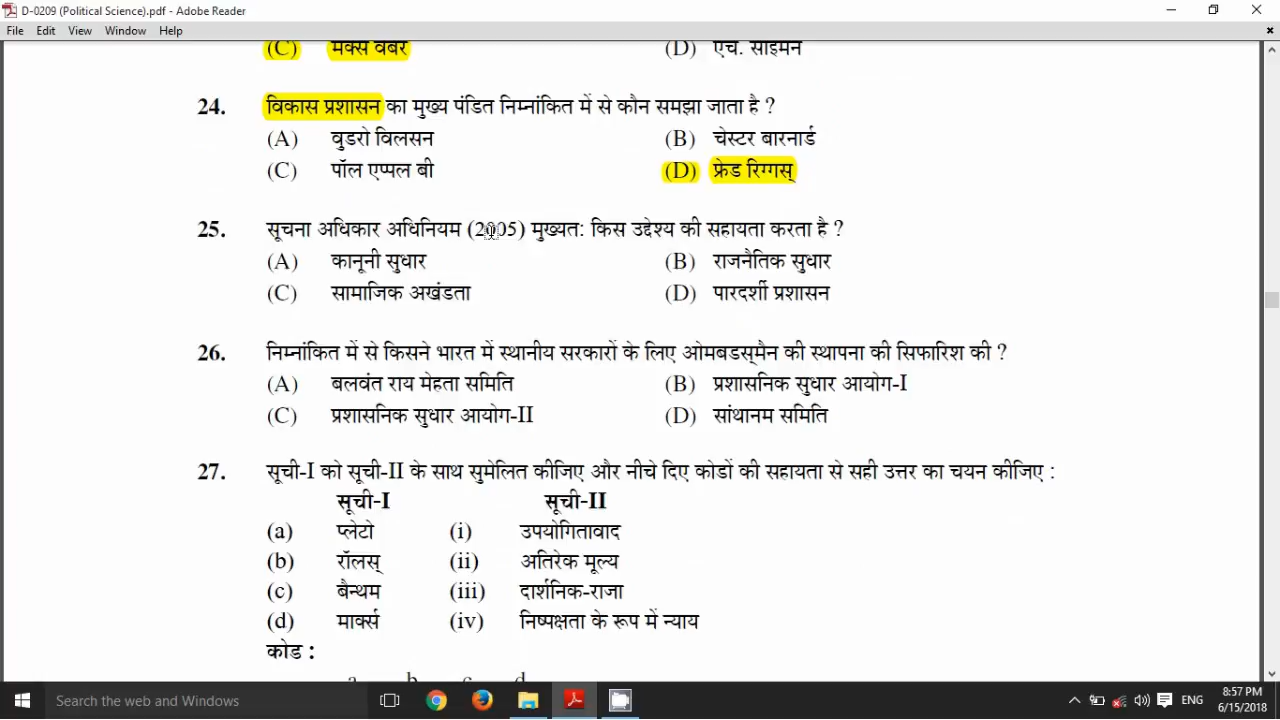 D-0209 (Political Science).pdf - Adobe Reader
File Edit View Window Help
(C) मैक्स वेबर (D) एच. साईमन
24. विकास प्रशासन का मुख्य पंडित निम्नांकित में से कौन समझा जाता है ?
(A) वुडरो विलसन (B) चेस्टर बारनार्ड
(C) पॉल एप्पल बी (D) फ्रेड रिग्गस्
25. सूचना अधिकार अधिनियम (2005) मुख्यत: किस उद्देश्य की सहायता करता है ?
(A) कानूनी सुधार (B) राजनैतिक सुधार
(C) सामाजिक अखंडता (D) पारदर्शी प्रशासन
26. निम्नांकित में से किसने भारत में स्थानीय सरकारों के लिए ओमबडस्मैन की स्थापना की सिफारिश की ?
(A) बलवंत राय मेहता समिति (B) प्रशासनिक सुधार आयोग-I
(C) प्रशासनिक सुधार आयोग-II (D) सांथानम समिति
27. सूची-I को सूची-II के साथ सुमेलित कीजिए और नीचे दिए कोडों की सहायता से सही उत्तर का चयन कीजिए :
सूची-I सूची-II
(a) प्लेटो (i) उपयोगितावाद
(b) रॉलस् (ii) अतिरेक मूल्य
(c) बैन्थम (iii) दार्शनिक-राजा
(d) मार्क्स (iv) निष्पक्षता के रूप में न्याय
कोड :
a b c d
Search the web and Windows
ENG
8:57 PM
6/15/2018